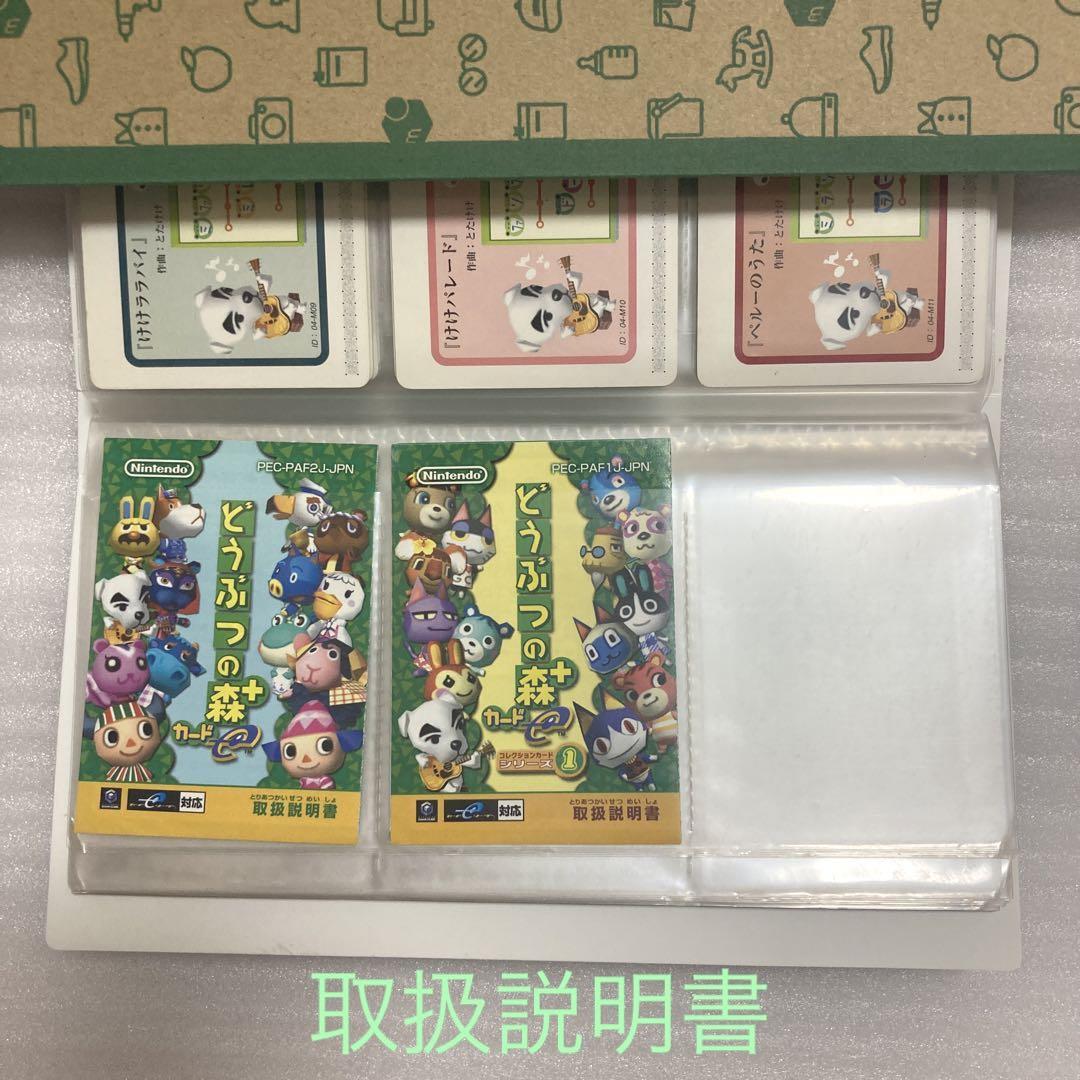 『けけララバイ』
作曲：とたけけ
ID：04-M09
『けけパレード』
作曲：とたけけ
ID：04-M10
『ペルーのうた』
作曲：とたけけ
ID：04-M11
Nintendo
PEC-PAF2J-JPN
どうぶつの森+
カードe™
対応
とりあつかいせつめいしょ
取扱説明書
Nintendo
PEC-PAF1J-JPN
どうぶつの森+
カードe™
コレクションカード
シリーズ1
対応
とりあつかいせつめいしょ
取扱説明書
取扱説明書